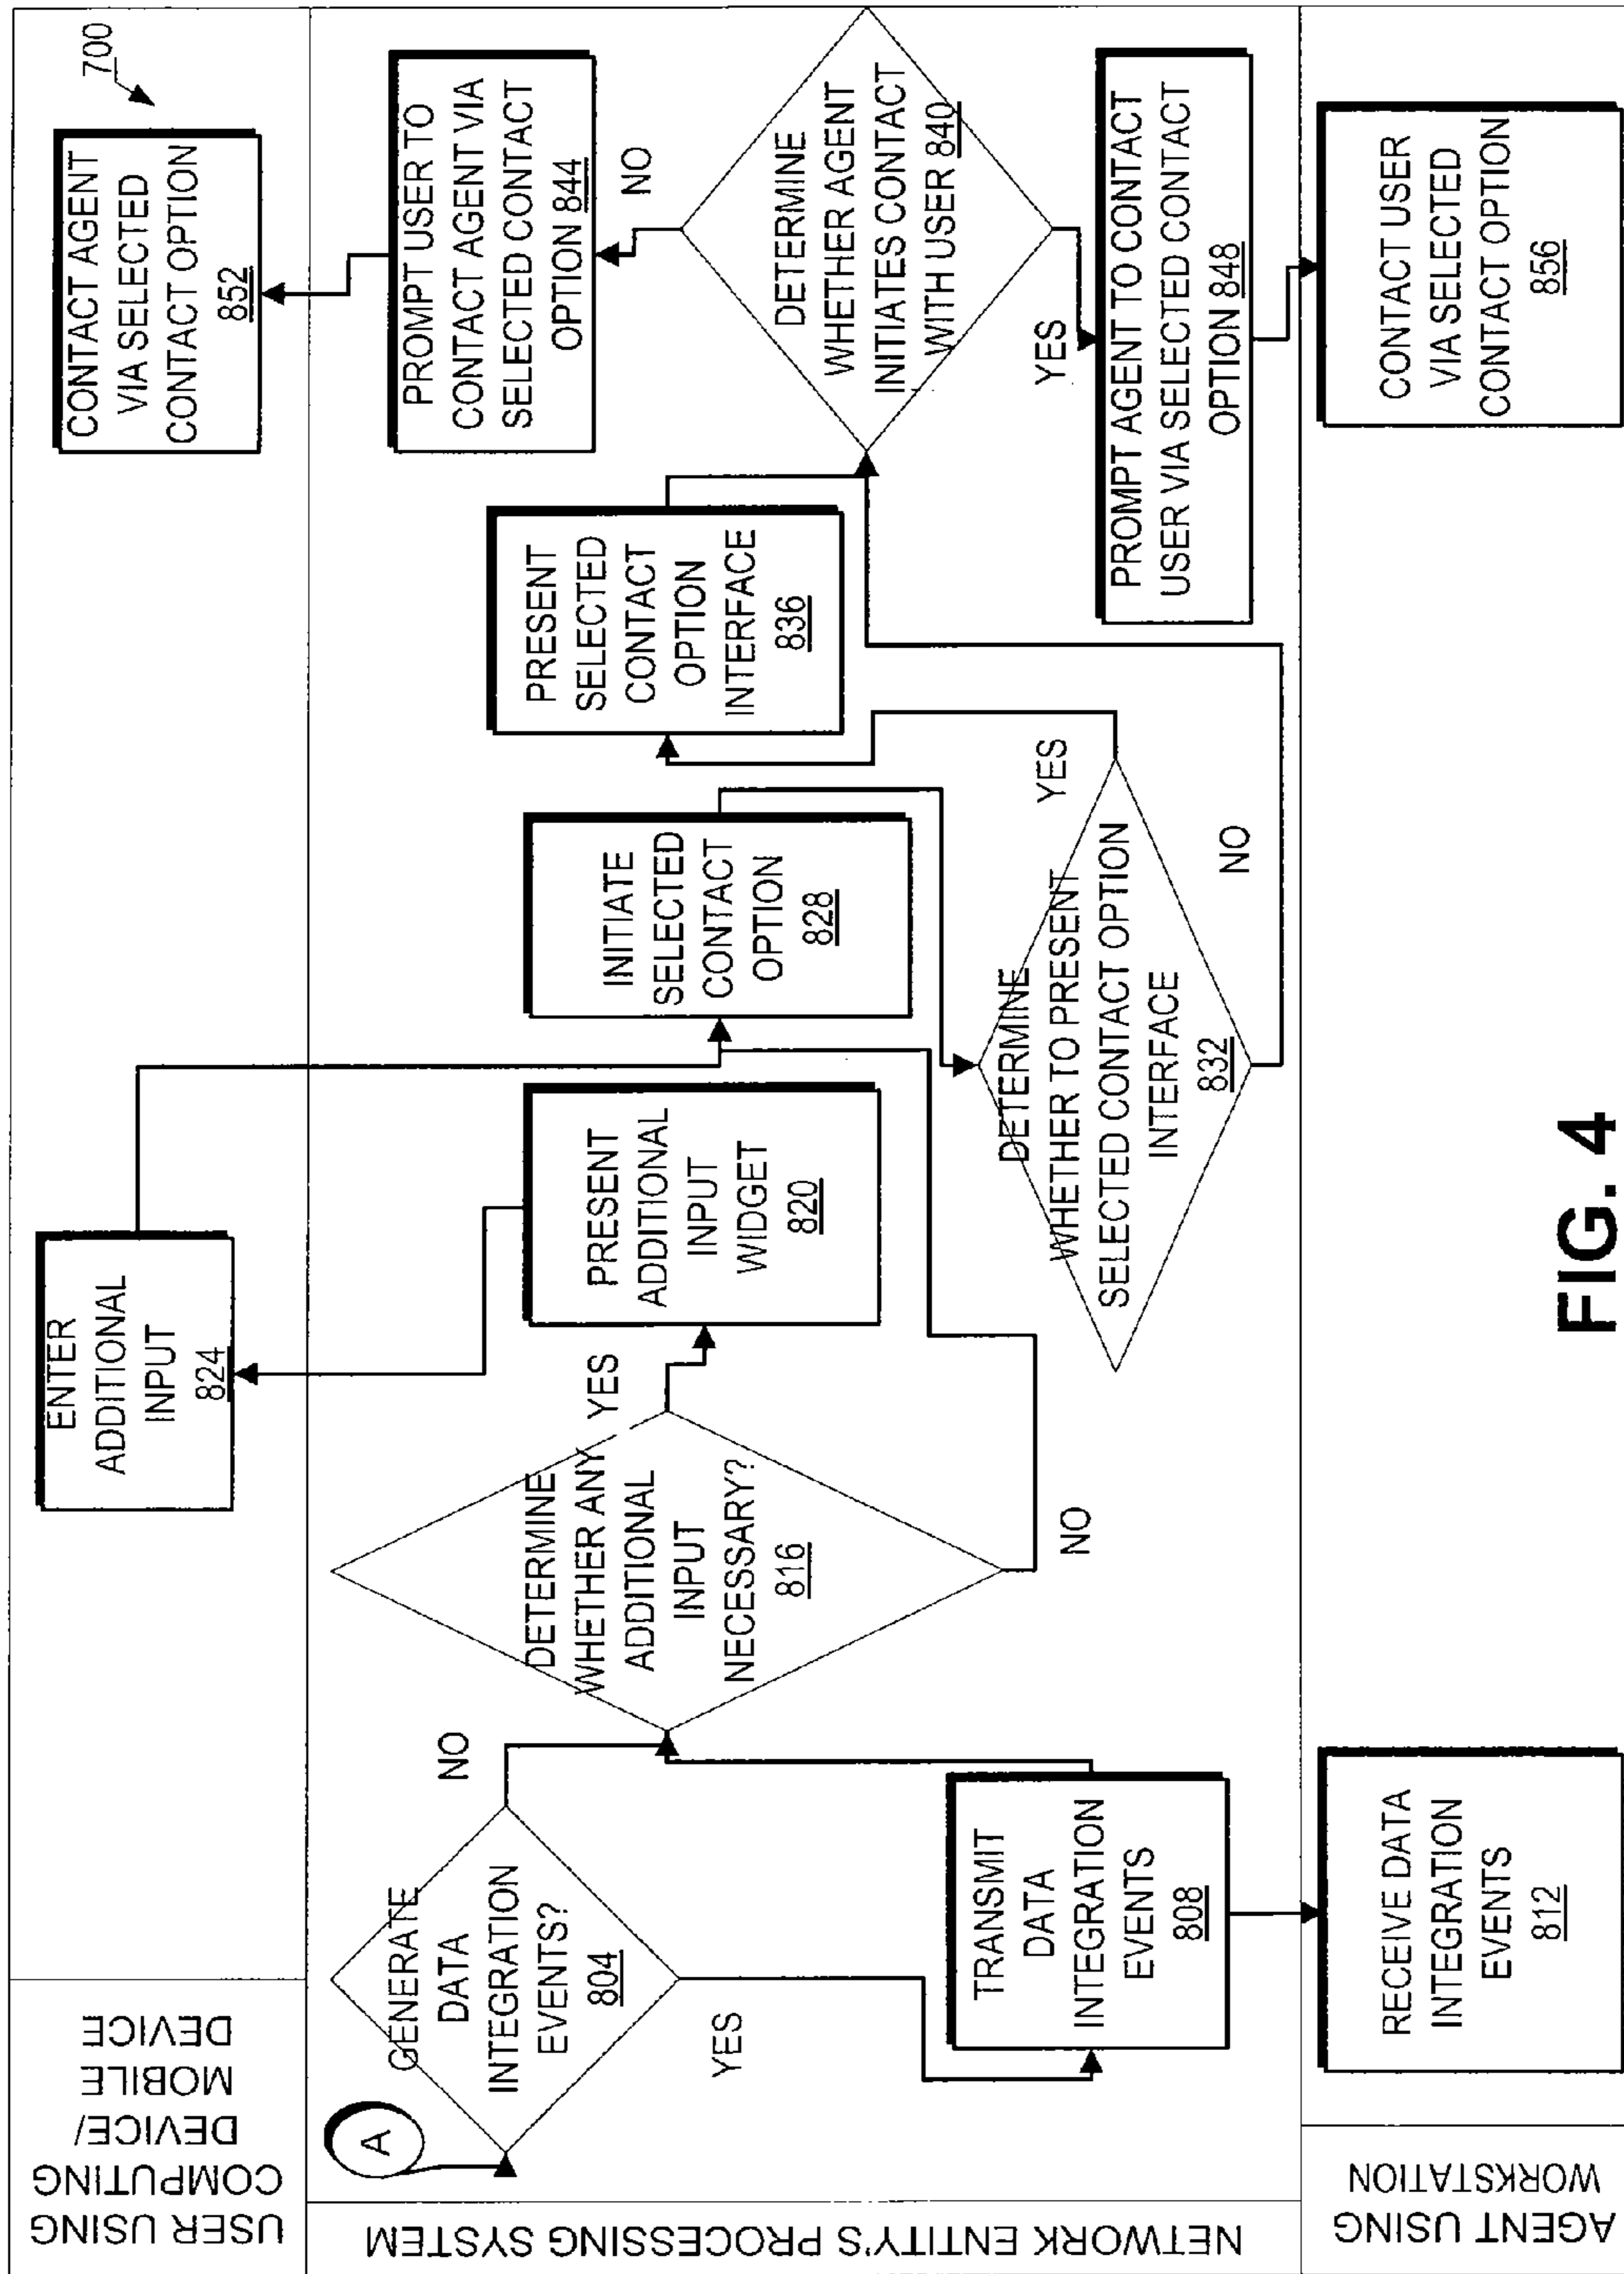 USER USING
COMPUTING
DEVICE/
MOBILE
DEVICE
NETWORK ENTITY'S PROCESSING SYSTEM
AGENT USING
WORKSTATION
700
A
GENERATE
DATA
INTEGRATION
EVENTS?
804
NO
YES
TRANSMIT
DATA
INTEGRATION
EVENTS
808
RECEIVE DATA
INTEGRATION
EVENTS
812
DETERMINE
WHETHER ANY
ADDITIONAL
INPUT
NECESSARY?
816
YES
NO
PRESENT
ADDITIONAL
INPUT
WIDGET
820
ENTER
ADDITIONAL
INPUT
824
INITIATE
SELECTED
CONTACT
OPTION
828
DETERMINE
WHETHER TO PRESENT
SELECTED CONTACT OPTION
INTERFACE
832
YES
NO
PRESENT
SELECTED
CONTACT
OPTION
INTERFACE
836
DETERMINE
WHETHER AGENT
INITIATES CONTACT
WITH USER 840
NO
YES
PROMPT USER TO
CONTACT AGENT VIA
SELECTED CONTACT
OPTION 844
PROMPT AGENT TO CONTACT
USER VIA SELECTED CONTACT
OPTION 848
CONTACT AGENT
VIA SELECTED
CONTACT OPTION
852
CONTACT USER
VIA SELECTED
CONTACT OPTION
856
FIG. 4